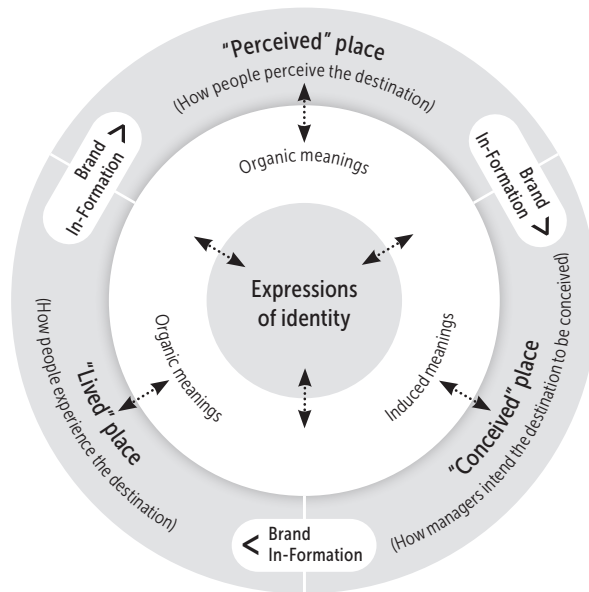 “Perceived” place
(How people perceive the destination)
Organic meanings
Brand
In-Formation
>
Brand
In-Formation
>
Expressions
of identity
Organic meanings
Induced meanings
“Lived” place
(How people experience the destination)
“Conceived” place
(How managers intend the destination to be conceived)
< Brand
In-Formation